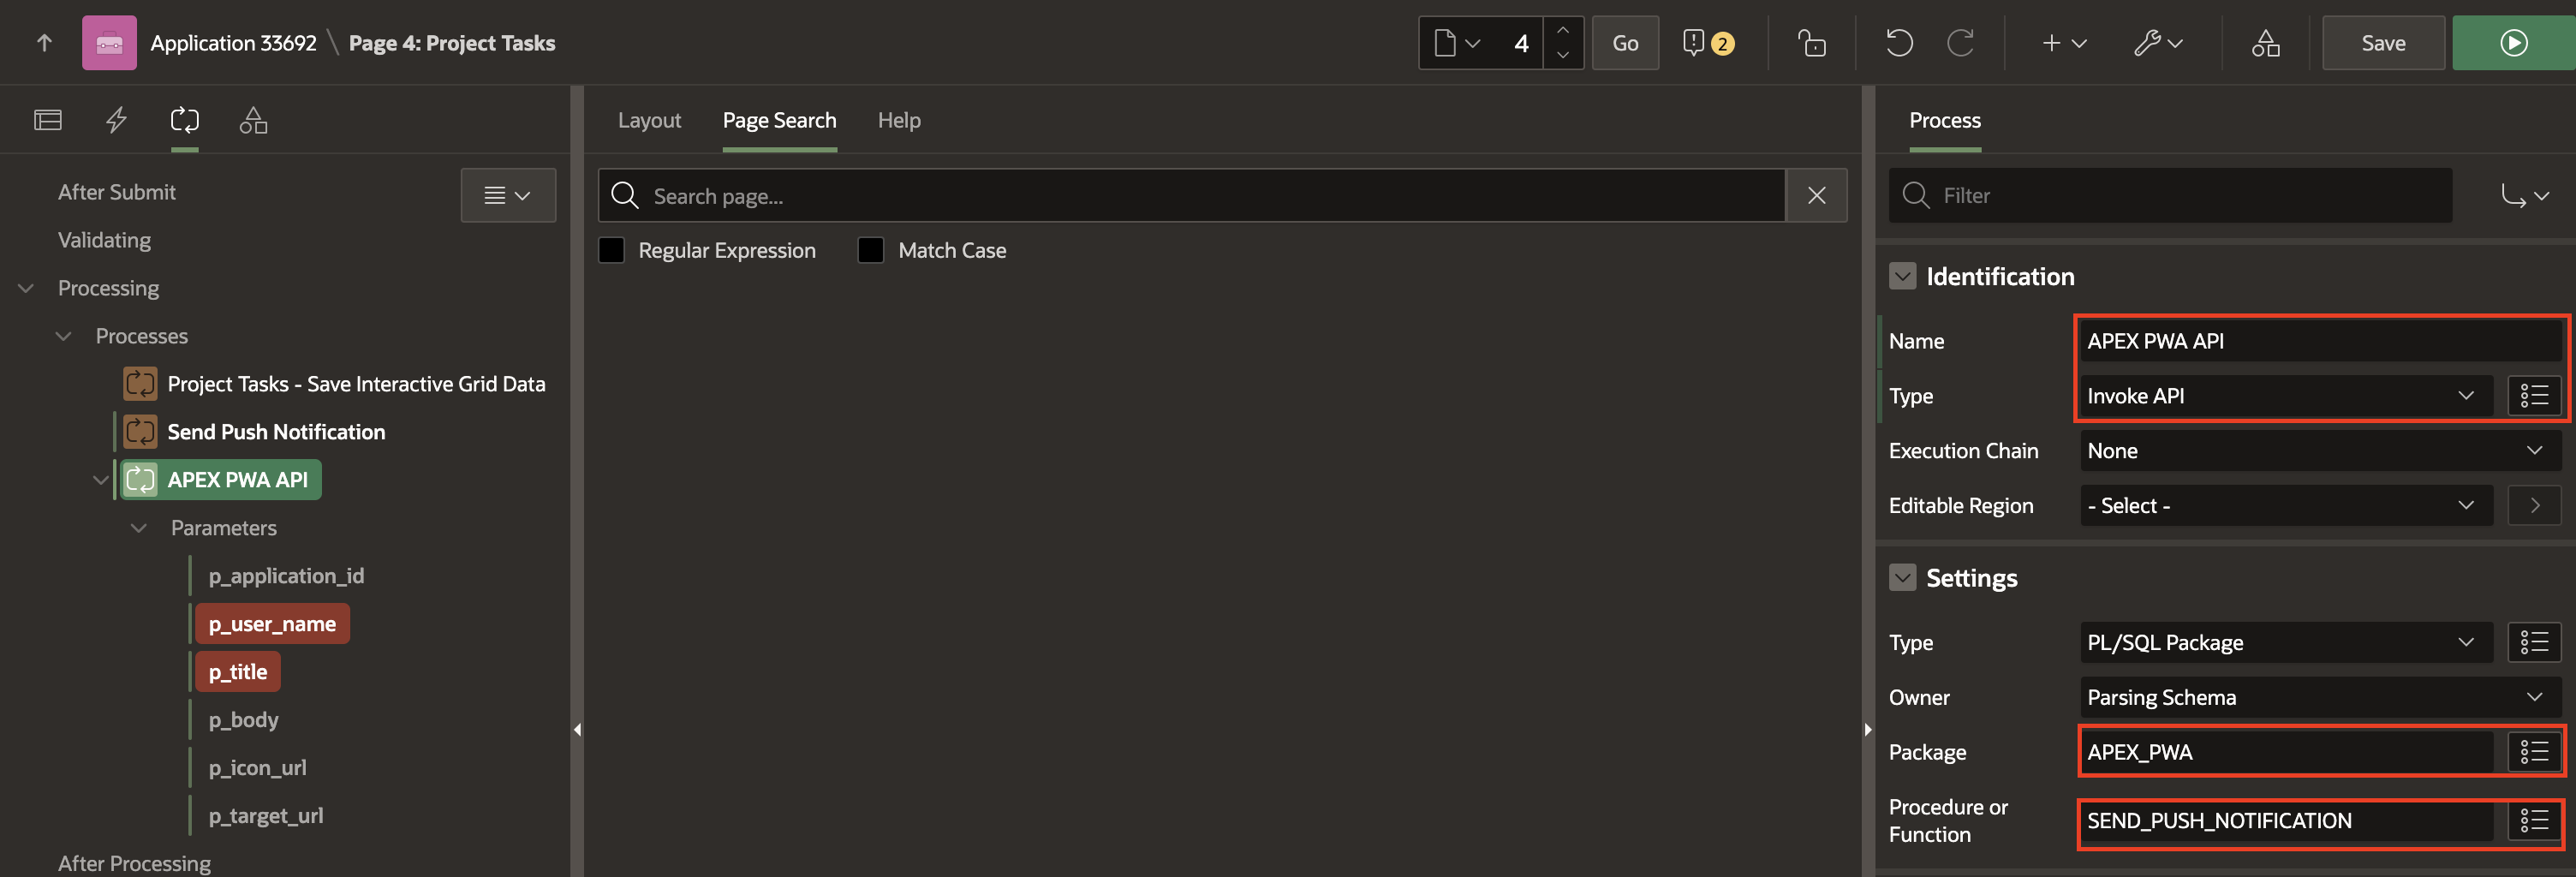 Application 33692 \ Page 4: Project Tasks
4
Go
2
Save
After Submit
Validating
Processing
Processes
Project Tasks - Save Interactive Grid Data
Send Push Notification
APEX PWA API
Parameters
p_application_id
p_user_name
p_title
p_body
p_icon_url
p_target_url
After Processing
Layout
Page Search
Help
Search page...
Regular Expression
Match Case
Process
Filter
Identification
Name
APEX PWA API
Type
Invoke API
Execution Chain
None
Editable Region
- Select -
Settings
Type
PL/SQL Package
Owner
Parsing Schema
Package
APEX_PWA
Procedure or
Function
SEND_PUSH_NOTIFICATION